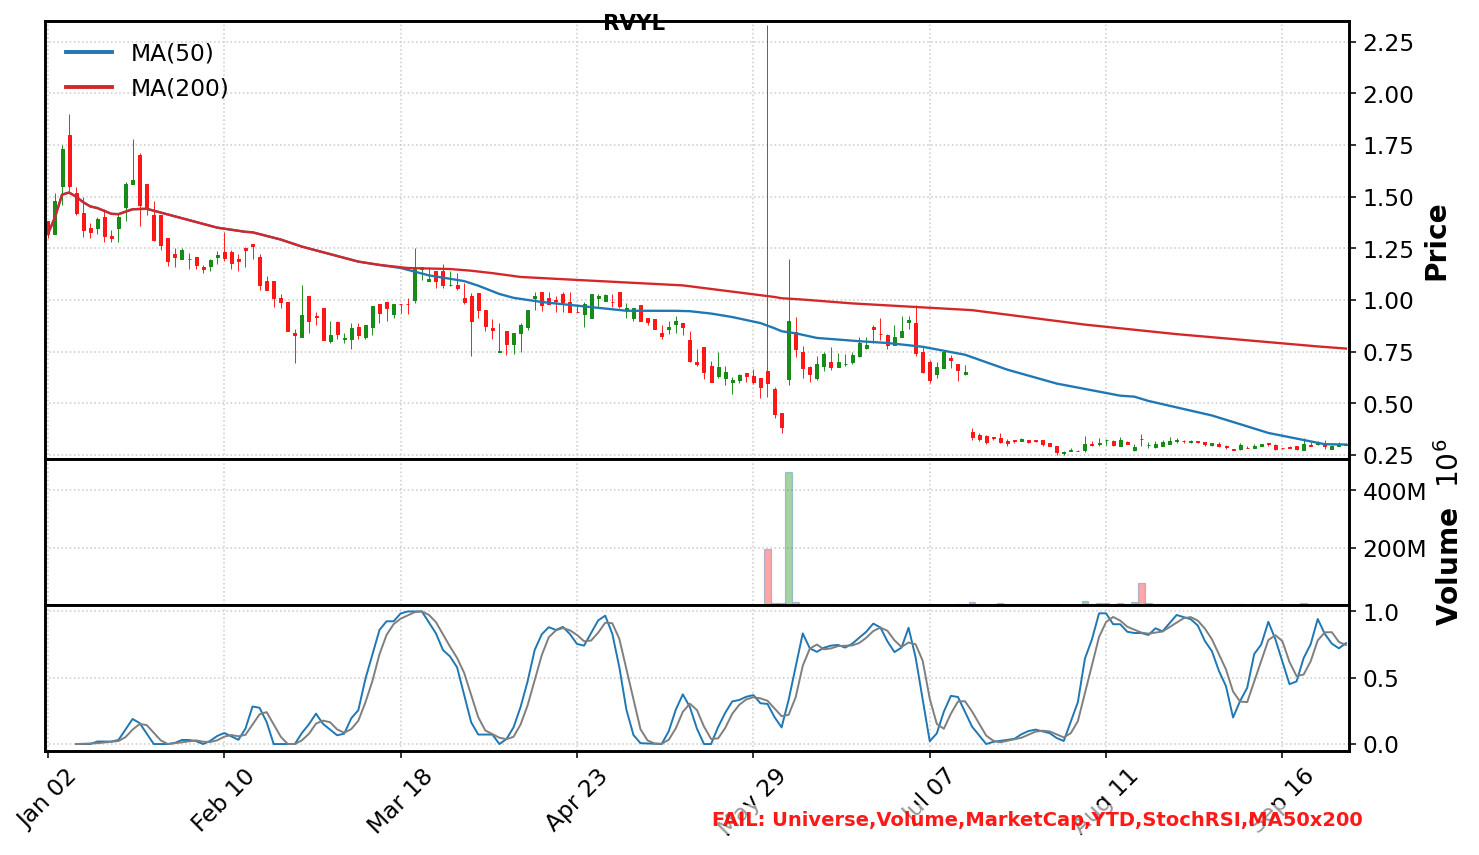 RVYL
MA(50)
MA(200)
2.25
2.00
1.75
1.50
1.25
1.00
0.75
0.50
0.25
Price
400M
200M
Volume 10^6
1.0
0.5
0.0
Jan 02
Feb 10
Mar 18
Apr 23
May 29
Jul 07
Aug 11
Sep 16
FAIL: Universe,Volume,MarketCap,YTD,StochRSI,MA50x200